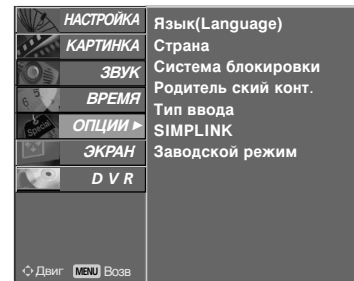 НАСТРОЙКА
КАРТИНКА
ЗВУК
ВРЕМЯ
ОПЦИИ
ЭКРАН
D V R
Двиг MENU Возв
Язык(Language)
Страна
Система блокировки
Родитель ский конт.
Тип ввода
SIMPLINK
Заводской режим